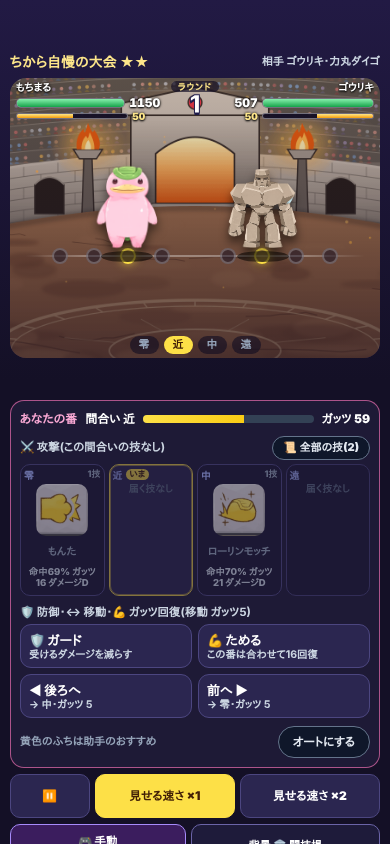 ちから自慢の大会 ★★
相手 ゴウリキ・力丸ダイゴ
もちまる
ラウンド
ゴウリキ
1150
1
507
50
50
零 近 中 遠
あなたの番 間合い 近 ガッツ 59
⚔️ 攻撃(この間合いの技なし)
📜 全部の技(2)
零 1技
近 いま
中 1技
遠
届く技なし
届く技なし
もんた
ローリンモッチ
命中69% ガッツ
16 ダメージD
命中70% ガッツ
21 ダメージD
🛡️ 防御・↔ 移動・💪 ガッツ回復(移動 ガッツ5)
🛡️ ガード
受けるダメージを減らす
💪 ためる
この番は合わせて16回復
◀ 後ろへ
→ 中・ガッツ 5
前へ ▶
→ 零・ガッツ 5
黄色のふちは助手のおすすめ
オートにする
⏸️
見せる速さ ×1
見せる速さ ×2
🎮 手動